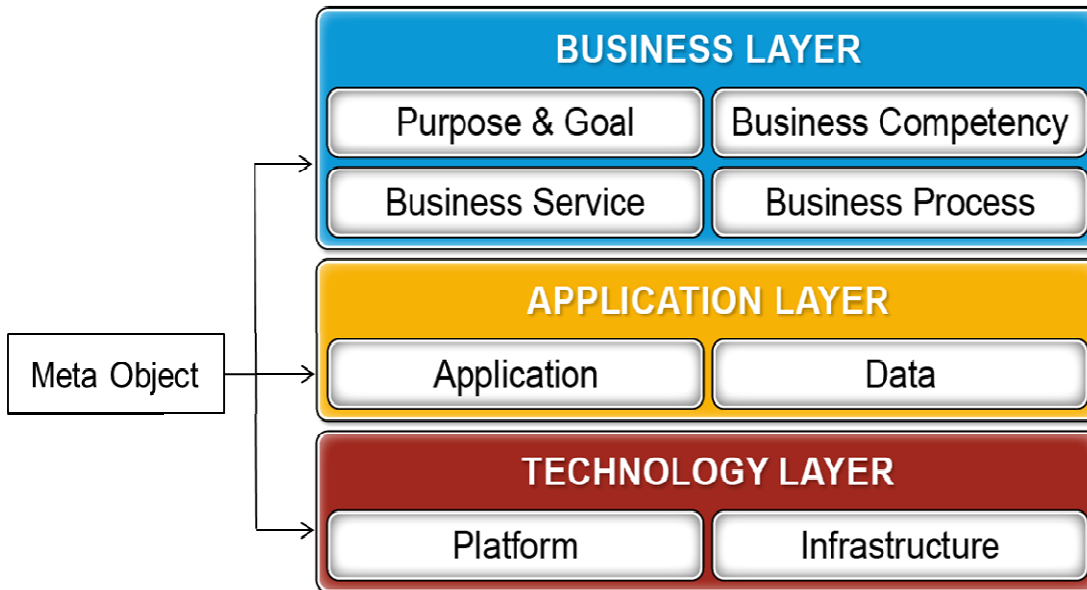 BUSINESS LAYER
Purpose & Goal
Business Competency
Business Service
Business Process
APPLICATION LAYER
Meta Object
Application
Data
TECHNOLOGY LAYER
Platform
Infrastructure